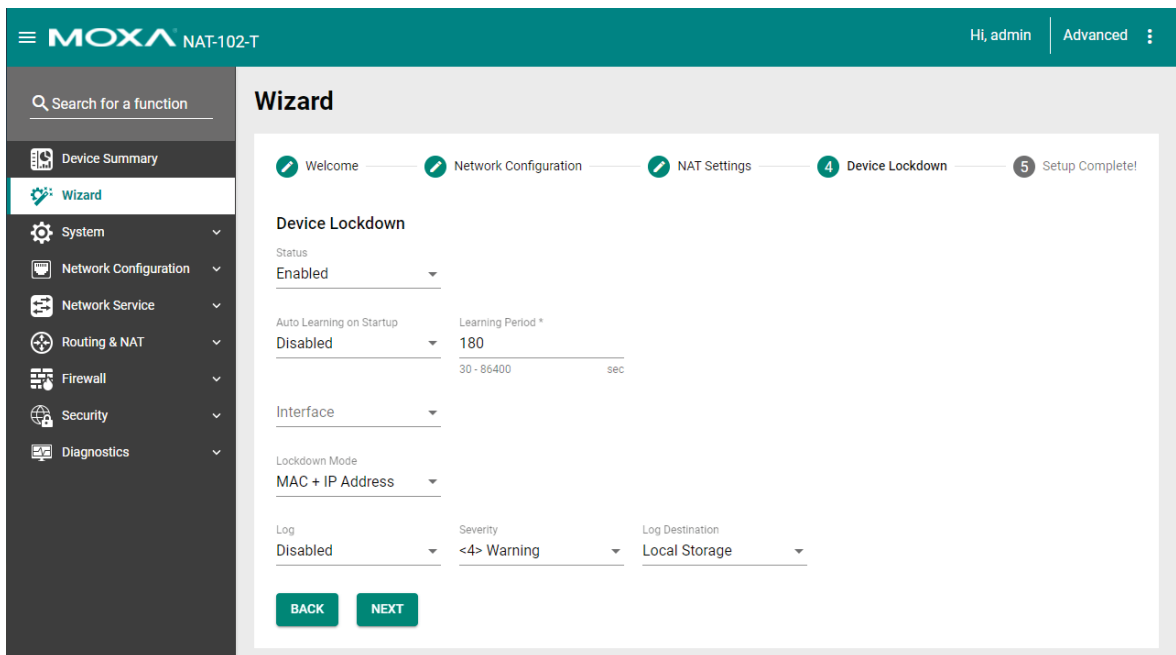 MOXA NAT-102-T
Hi, admin
Advanced
Search for a function
Device Summary
Wizard
System
Network Configuration
Network Service
Routing & NAT
Firewall
Security
Diagnostics
Wizard
Welcome
Network Configuration
NAT Settings
4 Device Lockdown
5 Setup Complete!
Device Lockdown
Status
Enabled
Auto Learning on Startup
Disabled
Learning Period *
180
30 - 86400 sec
Interface
Lockdown Mode
MAC + IP Address
Log
Disabled
Severity
<4> Warning
Log Destination
Local Storage
BACK
NEXT